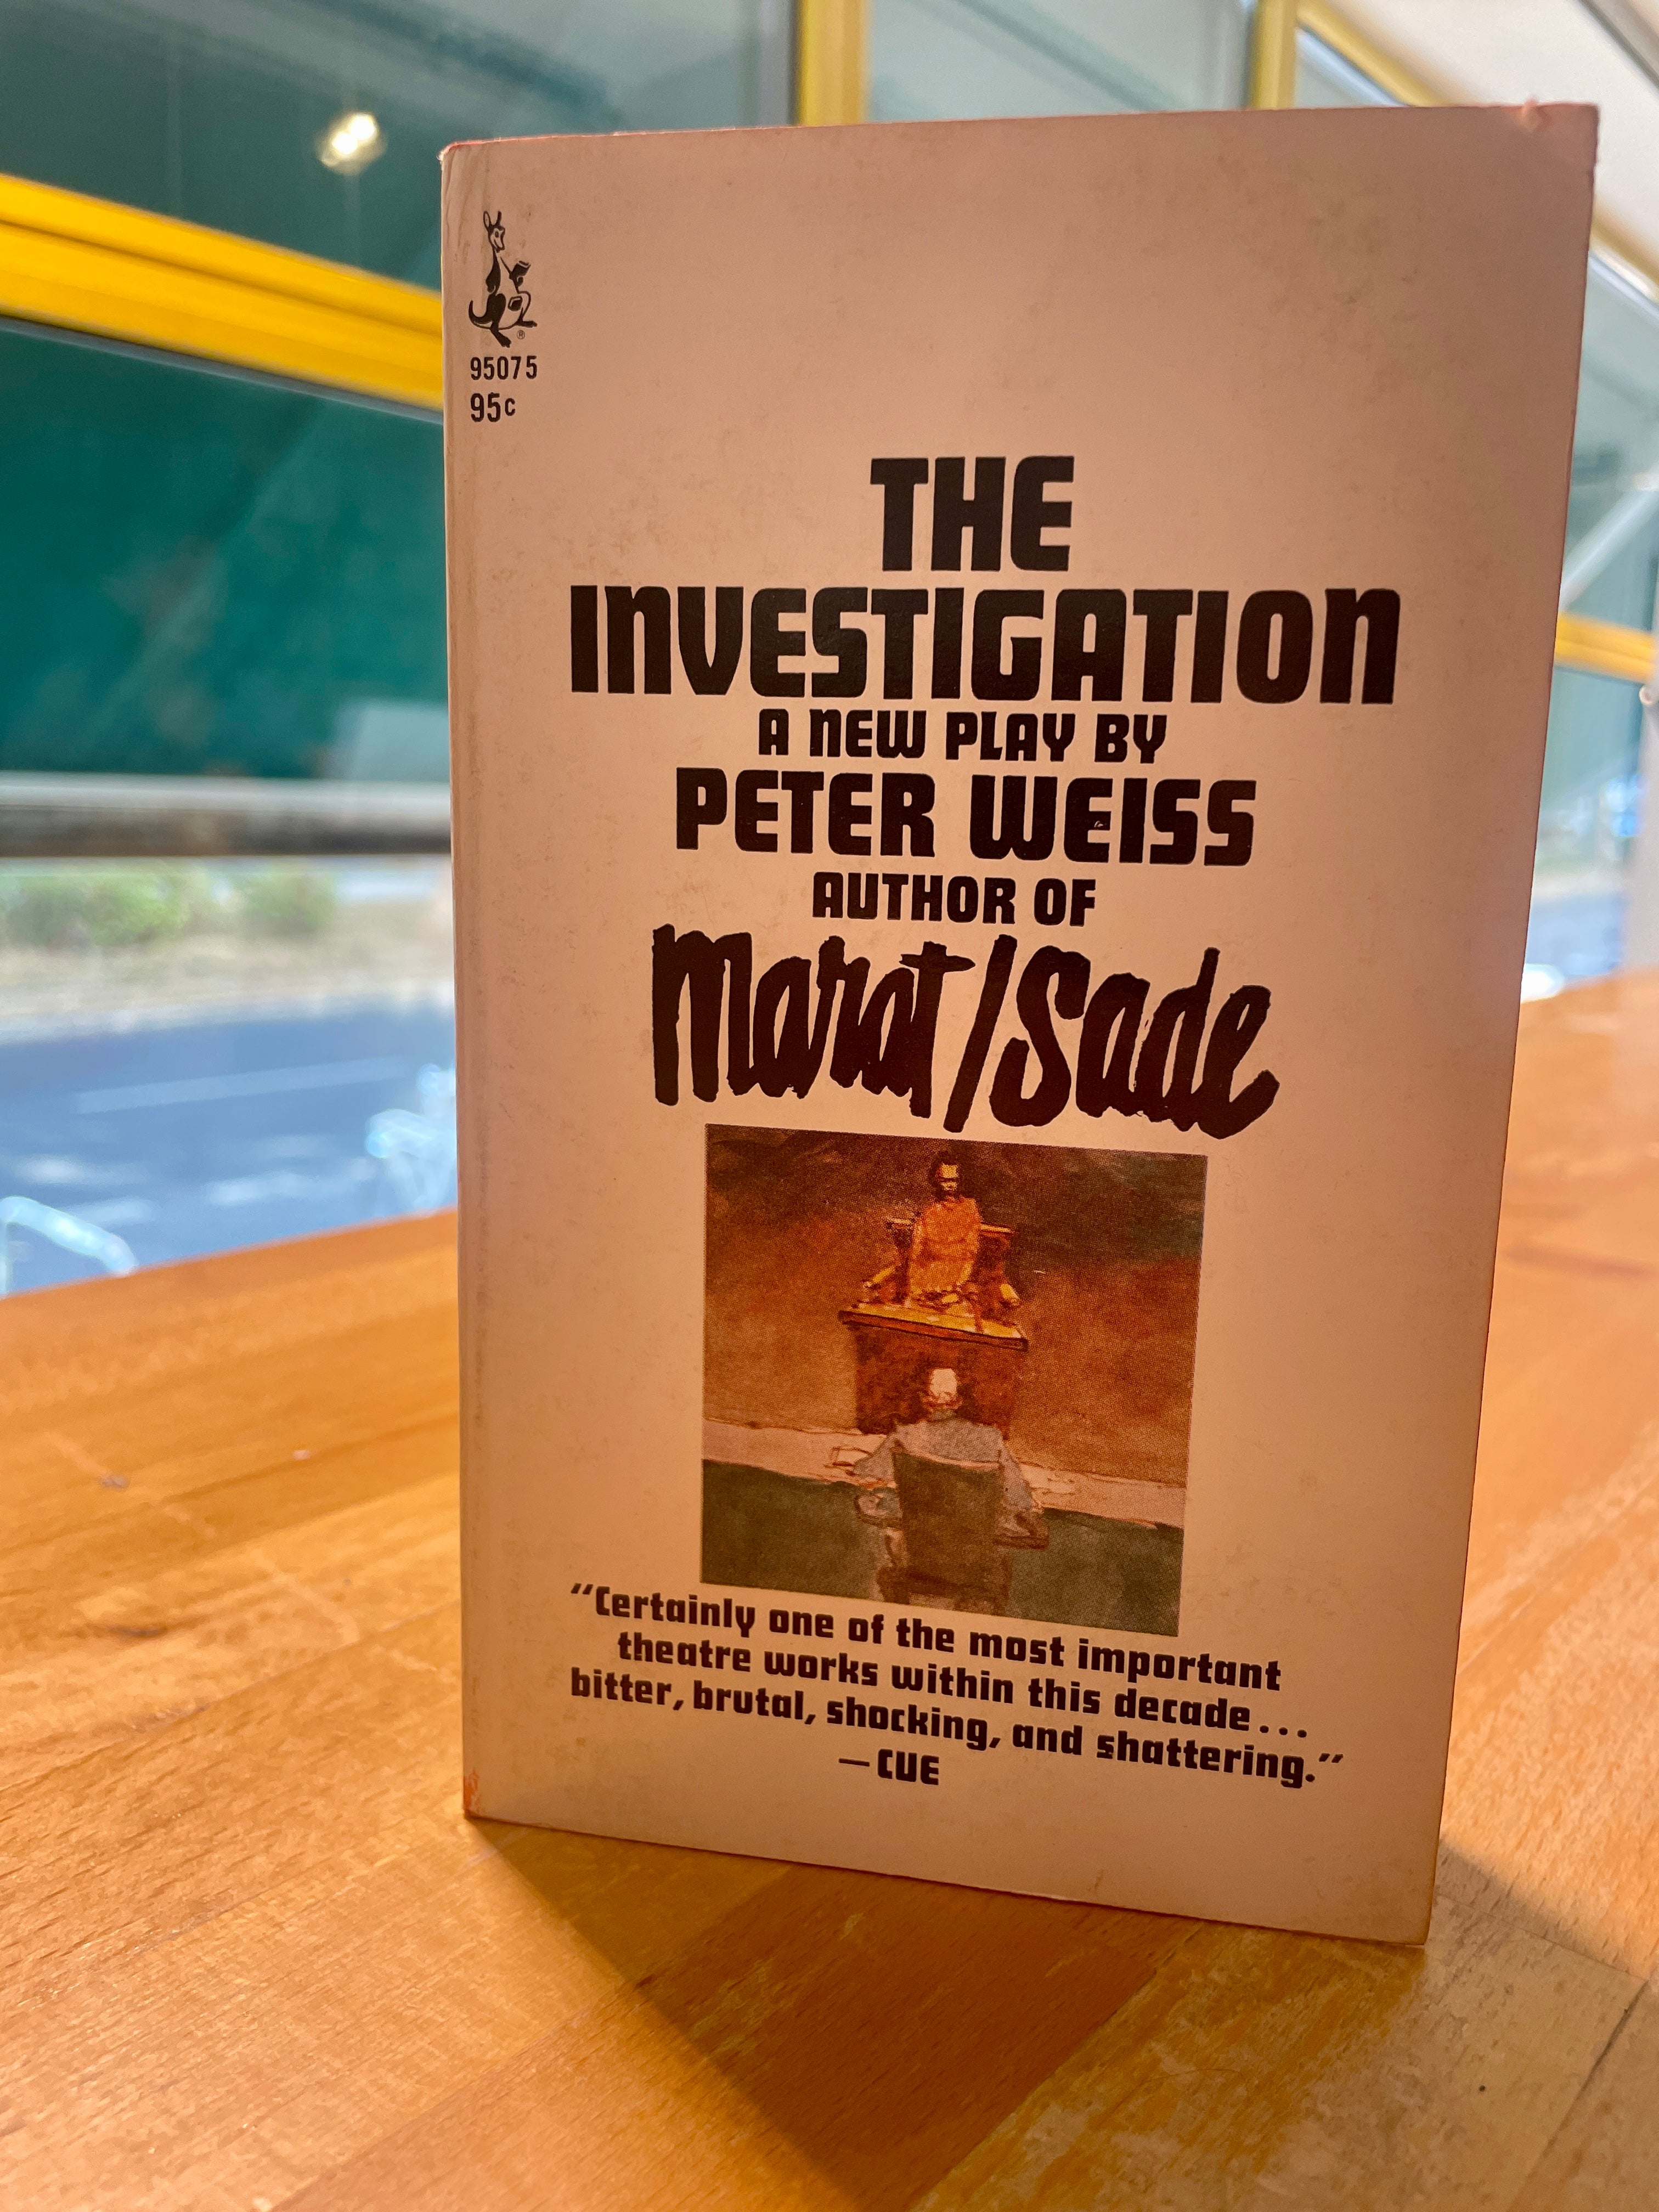 ®
95075
95c
THE
INVESTIGATION
A NEW PLAY BY
PETER WEISS
AUTHOR OF
Marat/Sade
"Certainly one of the most important
theatre works within this decade...
bitter, brutal, shocking, and shattering."
—CUE